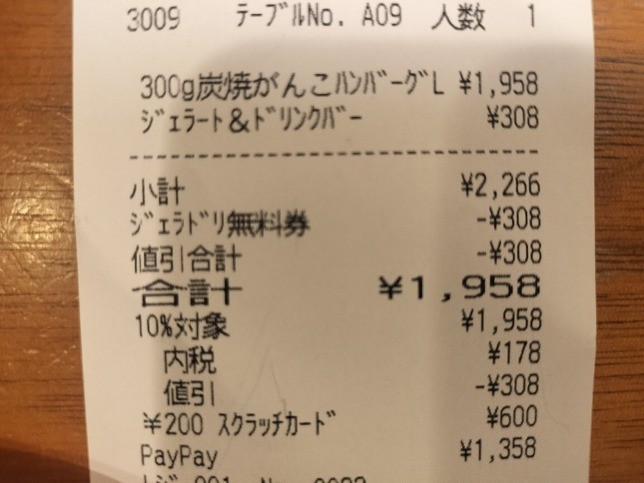 3009 ﾃｰﾌﾞﾙNo. A09 人数 1
300g炭焼がんこﾊﾝﾊﾞｰｸﾞL ¥1,958
ｼﾞｪﾗｰﾄ&ﾄﾞﾘﾝｸﾊﾞｰ ¥308
小計 ¥2,266
ｼﾞｪﾗﾄﾞﾘ無料券 -¥308
値引合計 -¥308
合計 ¥1,958
10%対象 ¥1,958
内税 ¥178
値引 -¥308
¥200 ｽｸﾗｯﾁｶｰﾄﾞ ¥600
PayPay ¥1,358